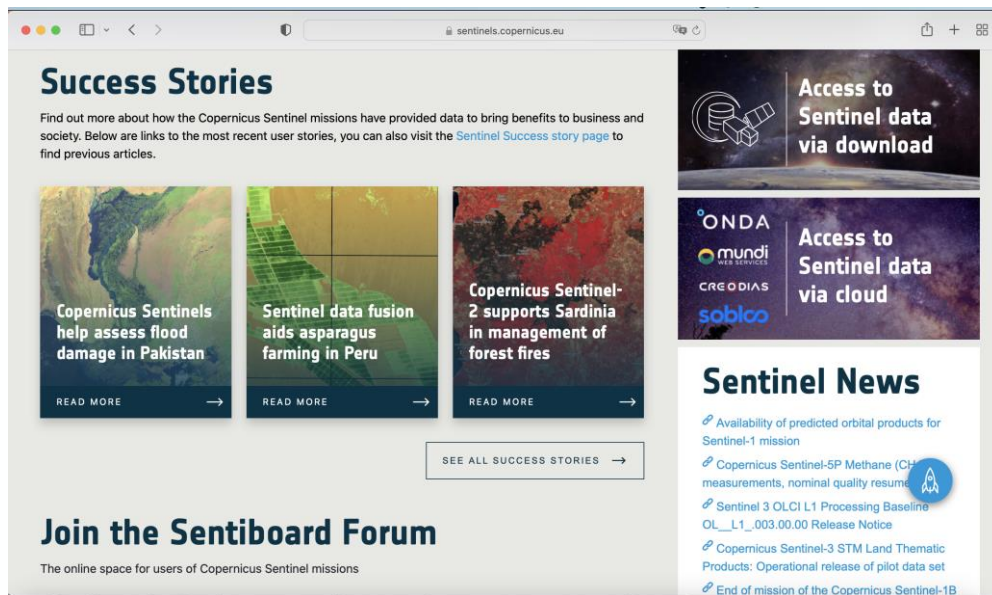 sentinels.copernicus.eu
Success Stories
Find out more about how the Copernicus Sentinel missions have provided data to bring benefits to business and
society. Below are links to the most recent user stories, you can also visit the Sentinel Success story page to
find previous articles.
Copernicus Sentinels
help assess flood
damage in Pakistan
READ MORE
Sentinel data fusion
aids asparagus
farming in Peru
READ MORE
Copernicus Sentinel-
2 supports Sardinia
in management of
forest fires
READ MORE
SEE ALL SUCCESS STORIES
Join the Sentiboard Forum
The online space for users of Copernicus Sentinel missions
Access to
Sentinel data
via download
ONDA
mundi
WEB SERVICES
CREODIAS
sobloo
Access to
Sentinel data
via cloud
Sentinel News
Availability of predicted orbital products for
Sentinel-1 mission
Copernicus Sentinel-5P Methane
measurements, nominal quality
Sentinel 3 OLCI L1 Processing Baseline
OL__L1_.003.00.00 Release Notice
Copernicus Sentinel-3 STM Land Thematic
Products: Operational release of pilot data set
End of mission of the Copernicus Sentinel-1B